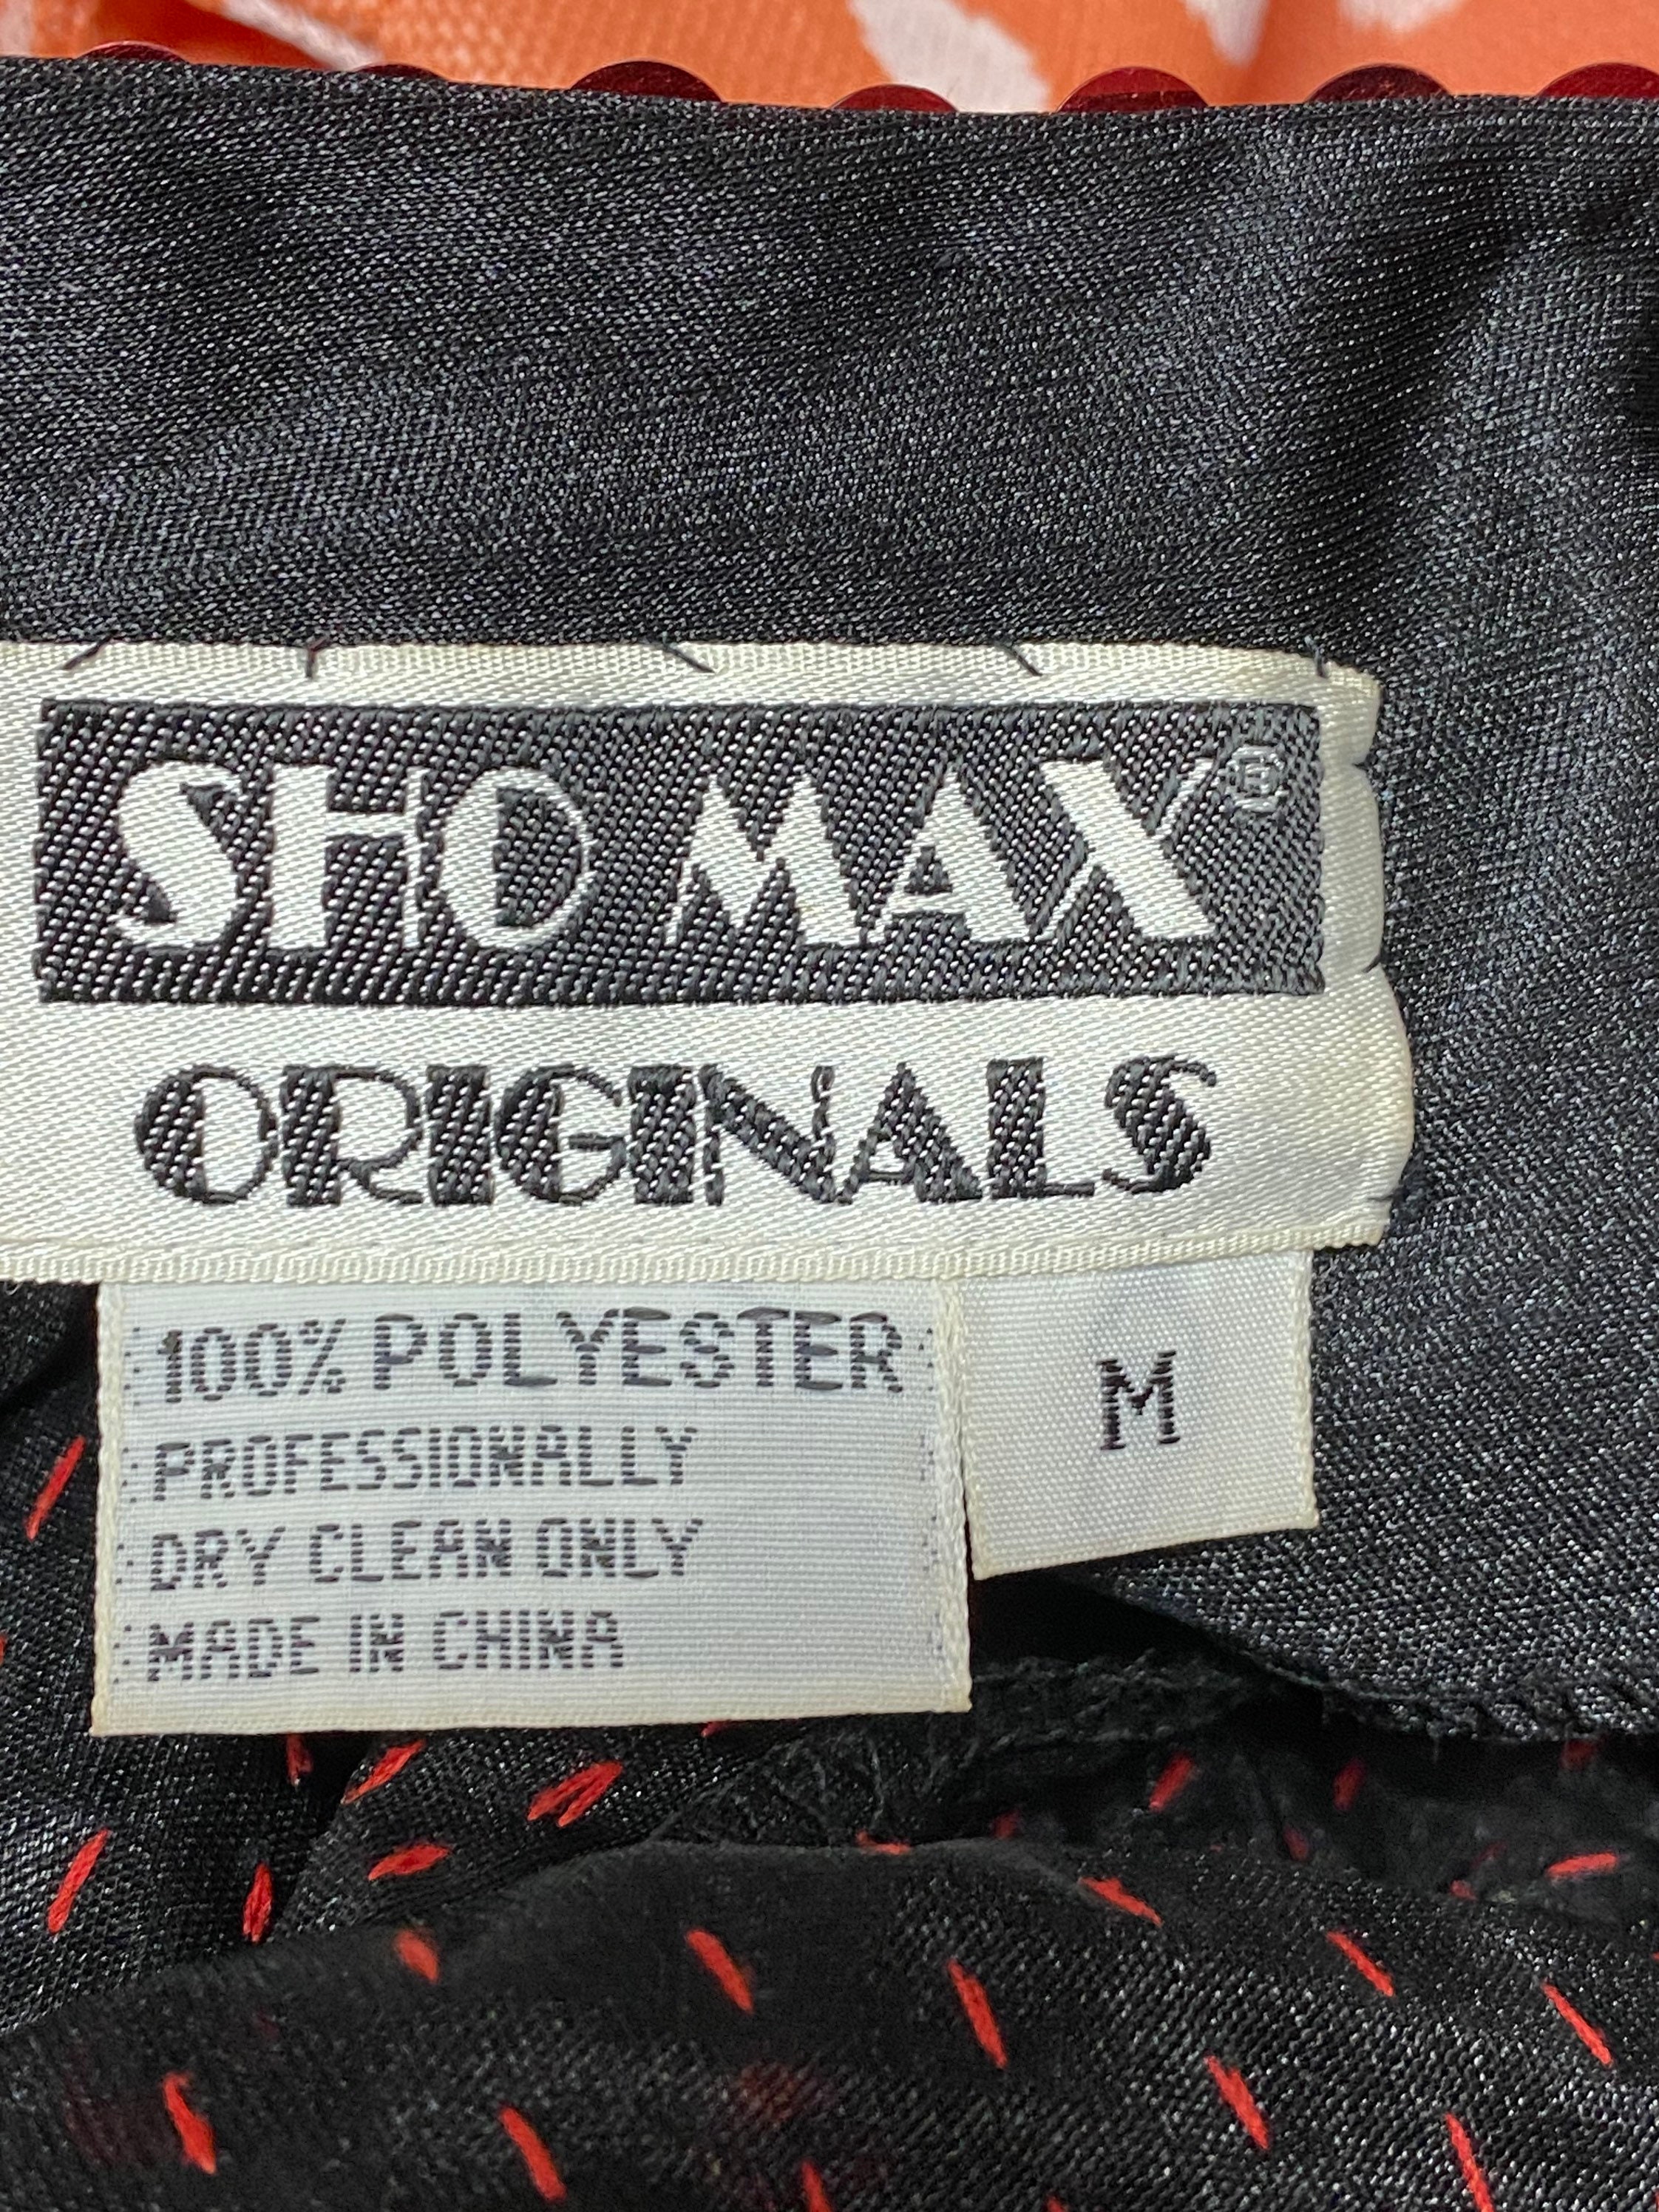 SHO MAX®
ORIGINALS
100% POLYESTER
PROFESSIONALLY
DRY CLEAN ONLY
MADE IN CHINA
M